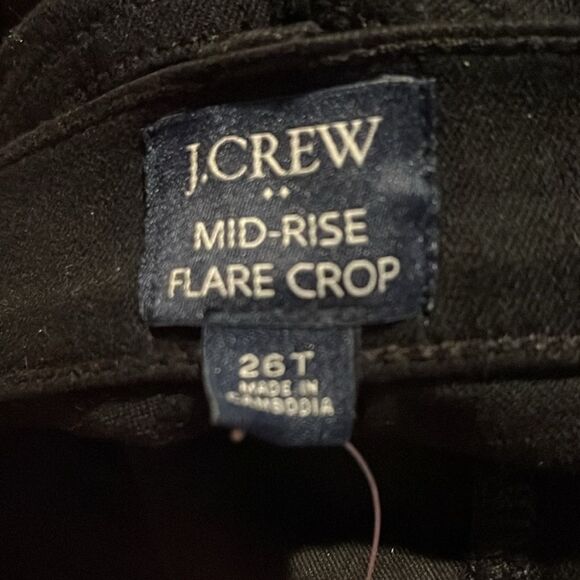 J.CREW
MID-RISE
FLARE CROP
26T
MADE IN
CAMBODIA